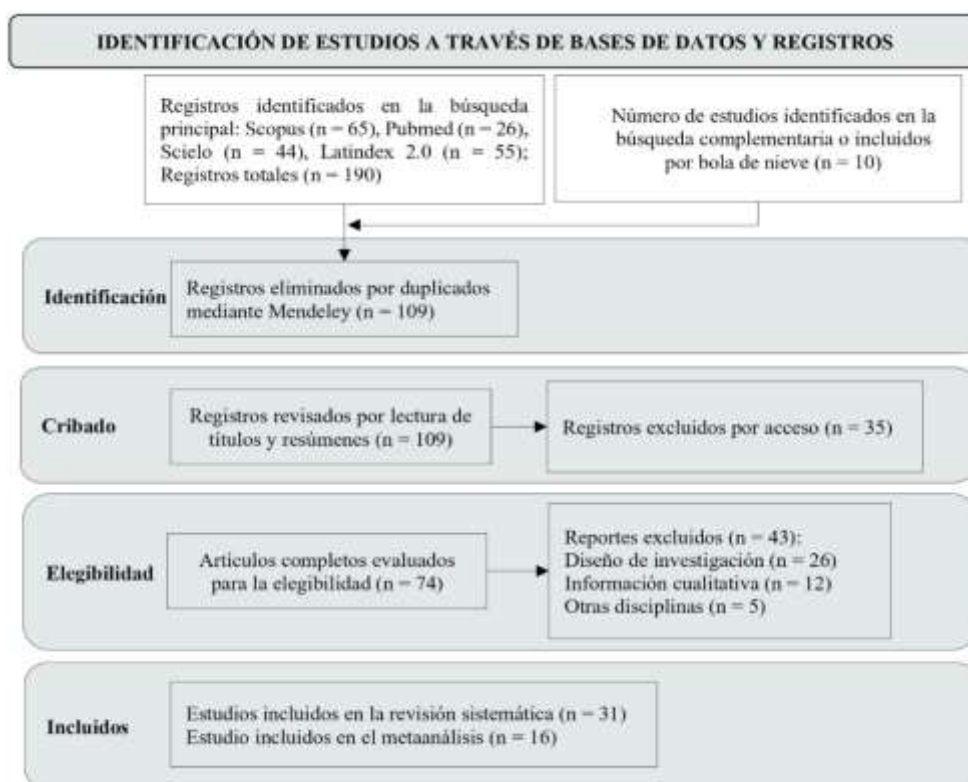 IDENTIFICACIÓN DE ESTUDIOS A TRAVÉS DE BASES DE DATOS Y REGISTROS
Registros identificados en la búsqueda
principal: Scopus (n = 65), Pubmed (n = 26),
Scielo (n = 44), Latindex 2.0 (n = 55);
Registros totales (n = 190)
Número de estudios identificados en la
búsqueda complementaria o incluidos
por bola de nieve (n = 10)
Identificación
Registros eliminados por duplicados
mediante Mendeley (n = 109)
Cribado
Registros revisados por lectura de
títulos y resúmenes (n = 109)
Registros excluidos por acceso (n = 35)
Elegibilidad
Artículos completos evaluados
para la elegibilidad (n = 74)
Reportes excluidos (n = 43):
Diseño de investigación (n = 26)
Información cualitativa (n = 12)
Otras disciplinas (n = 5)
Incluidos
Estudios incluidos en la revisión sistemática (n = 31)
Estudio incluidos en el metaanálisis (n = 16)